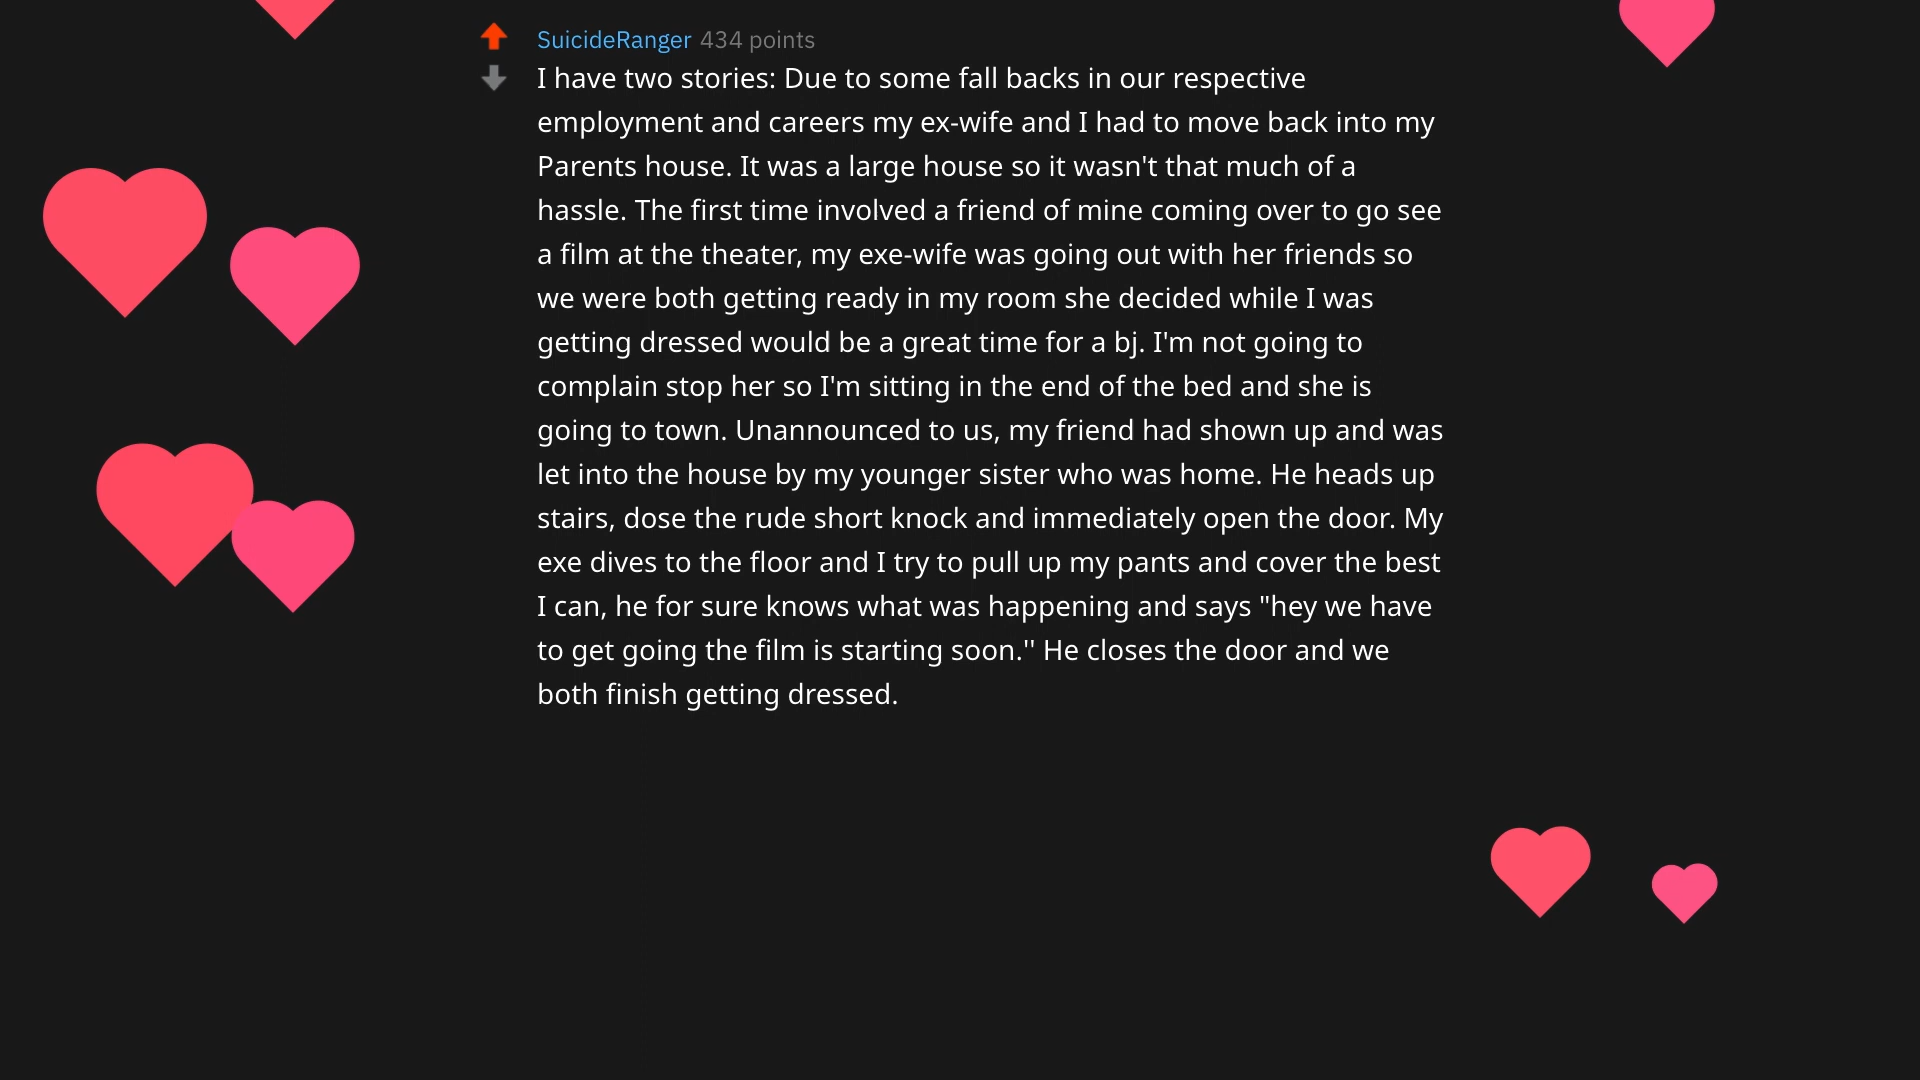 SuicideRanger 434 points
I have two stories: Due to some fall backs in our respective
employment and careers my ex-wife and I had to move back into my
Parents house. It was a large house so it wasn't that much of a
hassle. The first time involved a friend of mine coming over to go see
a film at the theater, my exe-wife was going out with her friends so
we were both getting ready in my room she decided while I was
getting dressed would be a great time for a bj. I'm not going to
complain stop her so I'm sitting in the end of the bed and she is
going to town. Unannounced to us, my friend had shown up and was
let into the house by my younger sister who was home. He heads up
stairs, dose the rude short knock and immediately open the door. My
exe dives to the floor and I try to pull up my pants and cover the best
I can, he for sure knows what was happening and says "hey we have
to get going the film is starting soon.'' He closes the door and we
both finish getting dressed.